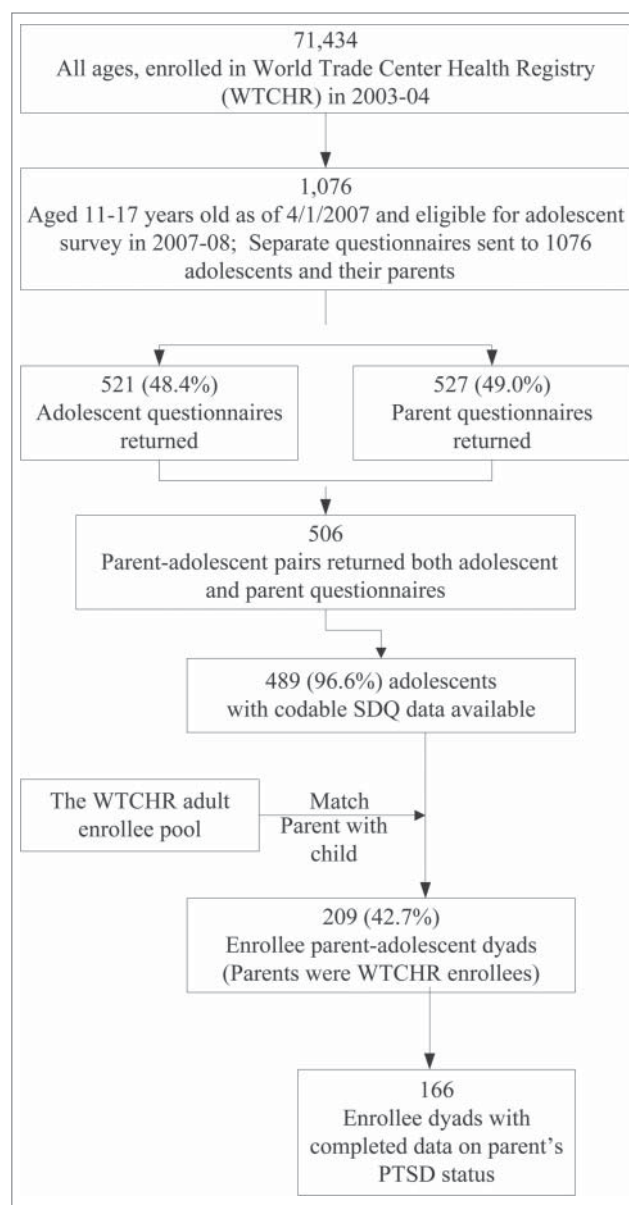 71,434
All ages, enrolled in World Trade Center Health Registry
(WTCHR) in 2003-04
1,076
Aged 11-17 years old as of 4/1/2007 and eligible for adolescent
survey in 2007-08;  Separate questionnaires sent to 1076
adolescents and their parents
521 (48.4%)
Adolescent questionnaires
returned
527 (49.0%)
Parent questionnaires
returned
506
Parent-adolescent pairs returned both adolescent
and parent questionnaires
489 (96.6%) adolescents
with codable SDQ data available
The WTCHR adult
enrollee pool
Match
Parent with
child
209 (42.7%)
Enrollee parent-adolescent dyads
(Parents were WTCHR enrollees)
166
Enrollee dyads with
completed data on parent’s
PTSD status